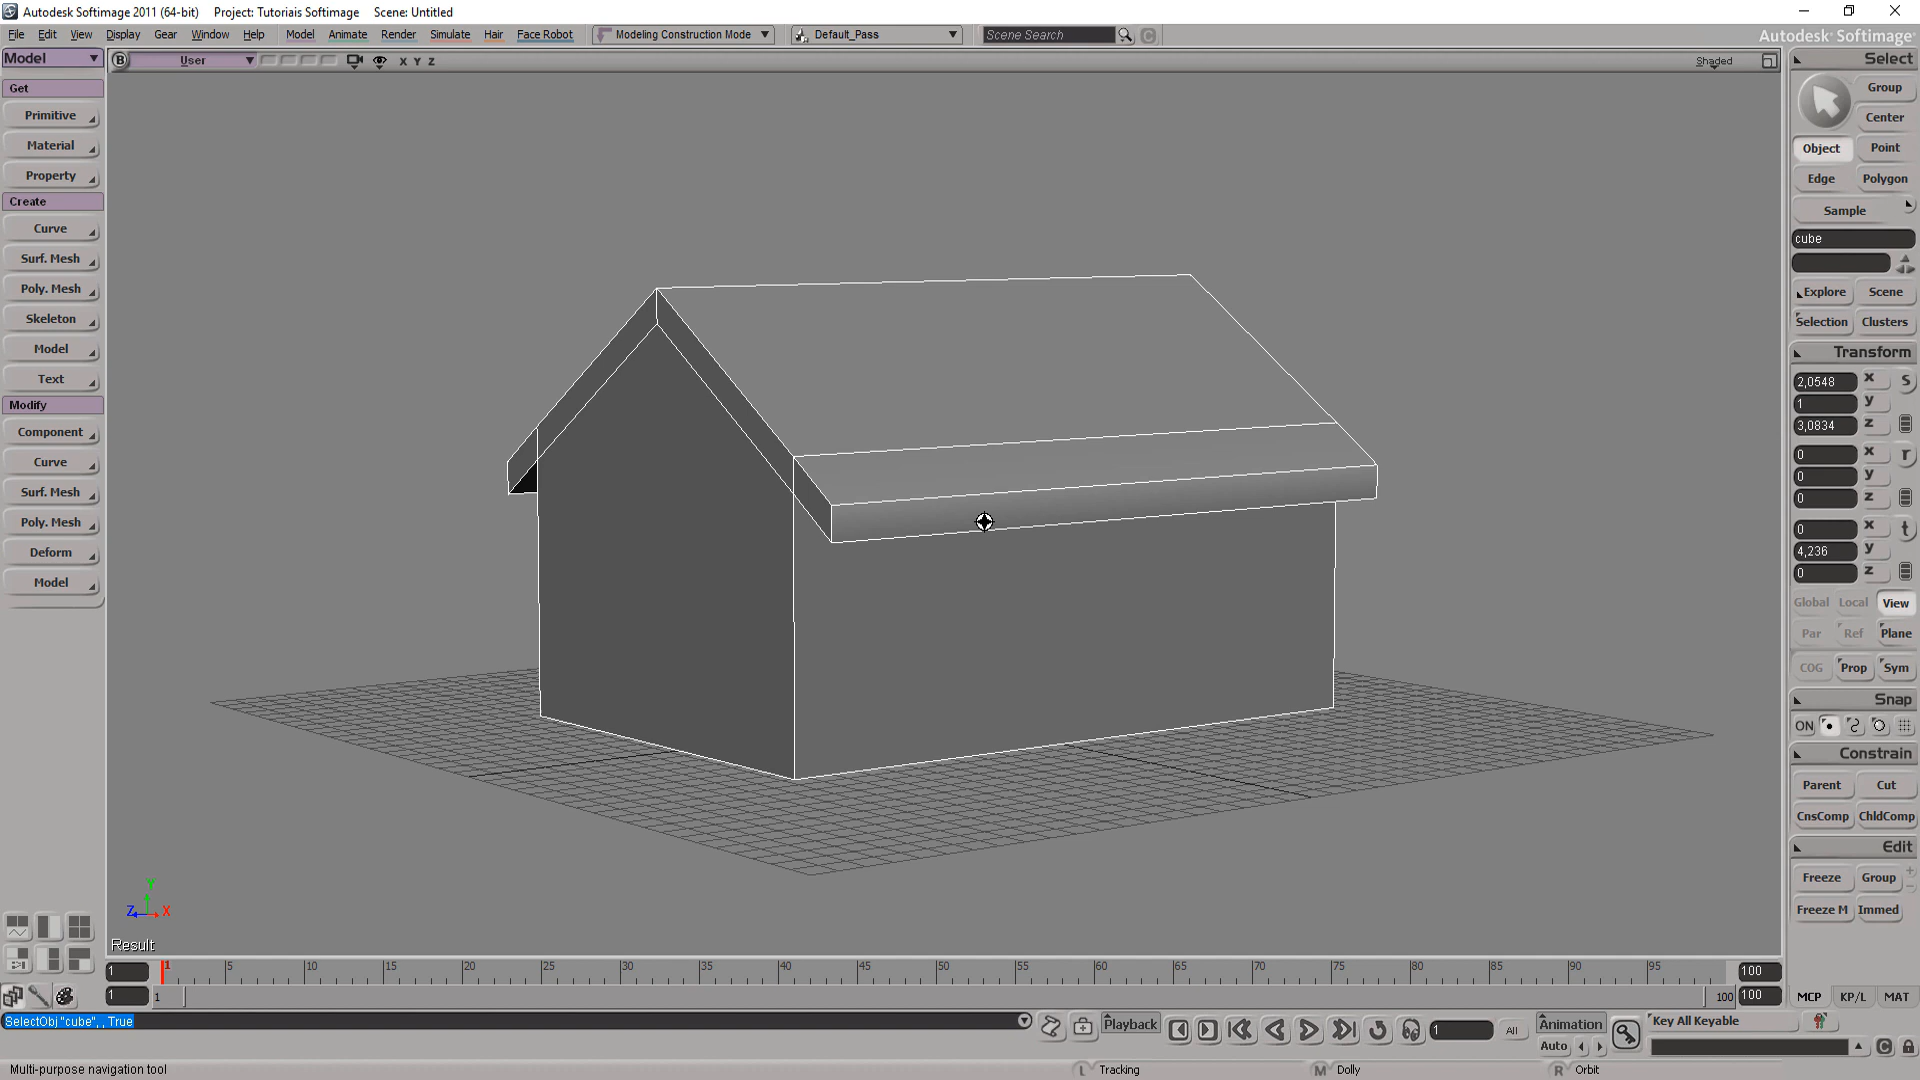 Autodesk Softimage 2011 (64-bit) Project: Tutoriais Softimage Scene: Untitled
File Edit View Display Gear Window Help Model Animate Render Simulate Hair Face Robot Modeling Construction Mode Default_Pass Scene Search Autodesk Softimage
Model B User X Y Z Shaded Select
Get
Primitive
Material
Property
Create
Curve
Surf. Mesh
Poly. Mesh
Skeleton
Model
Text
Modify
Component
Curve
Surf. Mesh
Poly. Mesh
Deform
Model
Group
Center
Object Point
Edge Polygon
Sample
cube
Explore Scene
Selection Clusters
Transform
2,0548 x s
1 y
3,0834 z
0 x r
0 y
0 z
0 x t
4,236 y
0 z
Global Local View
Par Ref Plane
COG Prop Sym
Snap
ON
Constrain
Parent Cut
CnsComp ChldComp
Edit
Freeze Group + -
Freeze M Immed
Y
Z X
Result
1 1 5 10 15 20 25 30 35 40 45 50 55 60 65 70 75 80 85 90 95 100
1 1 100 100 MCP KP/L MAT
SelectObj "cube", , True Playback 1 All Animation Key All Keyable
Auto
Multi-purpose navigation tool L Tracking M Dolly R Orbit